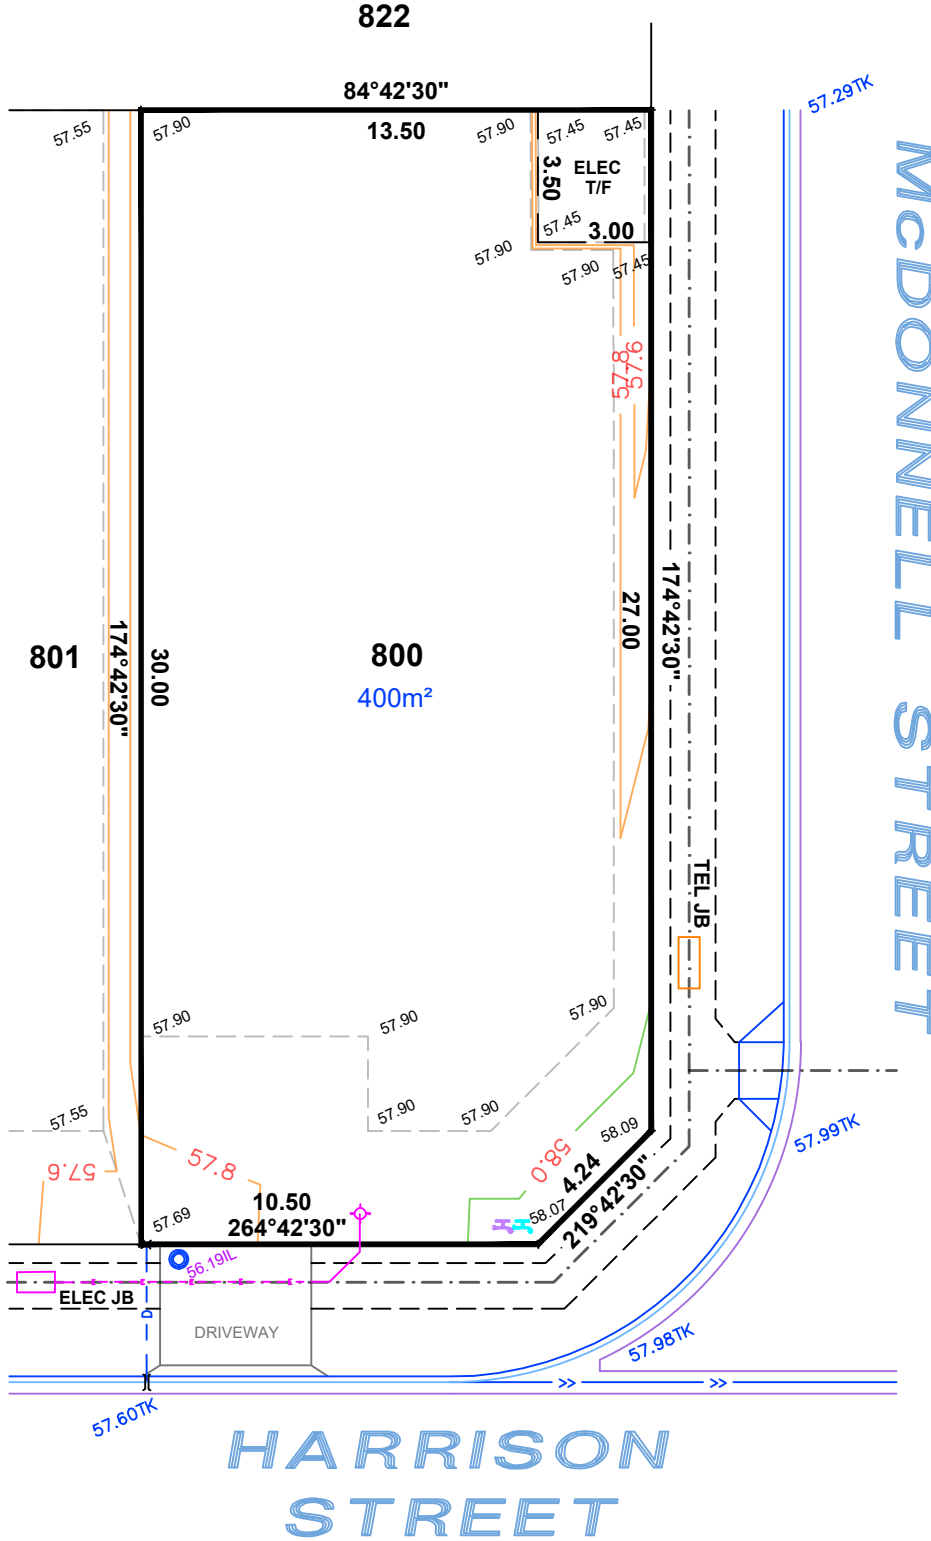 822
84°42'30"
13.50
57.29TK
57.55
57.90
57.90
57.45
57.45
3.50
ELEC
T/F
57.45
3.00
57.90
57.90
57.45
57.6
57.8
McDONNELL STREET
27.00
174°42'30"
174°42'30"
30.00
801
800
400m²
TEL JB
57.90
57.90
57.90
57.55
57.90
57.90
58.09
57.99TK
57.6
57.8
58.0
4.24
219°42'30"
57.69
10.50
264°42'30"
58.07
56.19IL
ELEC JB
D
DRIVEWAY
57.98TK
>>
>>
57.60TK
HARRISON
STREET